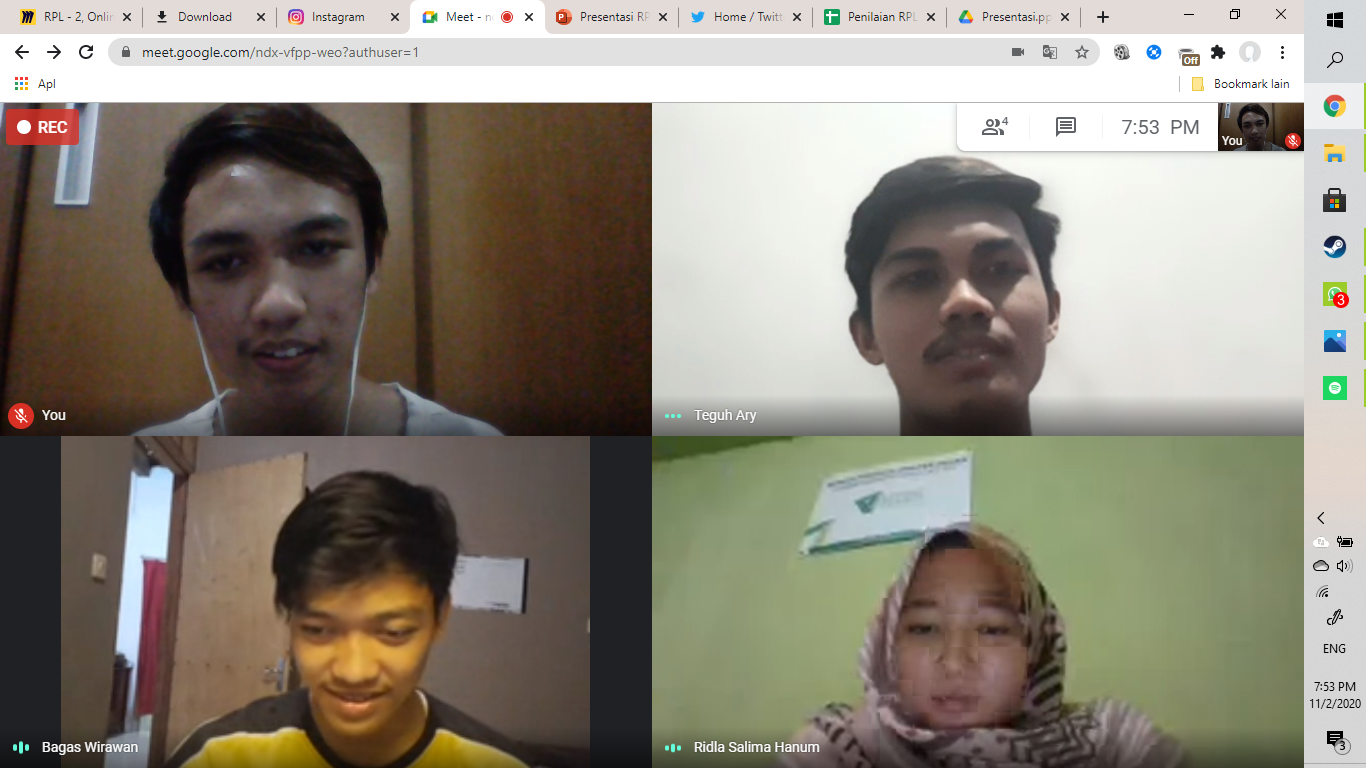 RPL - 2, Onlin
Download
Instagram
Meet - n
Presentasi RP
Home / Twitt
Penilaian RPL
Presentasi.pp
meet.google.com/ndx-vfpp-weo?authuser=1
Off
Apl
Bookmark lain
REC
4
7:53 PM
You
You
Teguh Ary
Bagas Wirawan
Ridla Salima Hanum
3
ENG
7:53 PM
11/2/2020
3